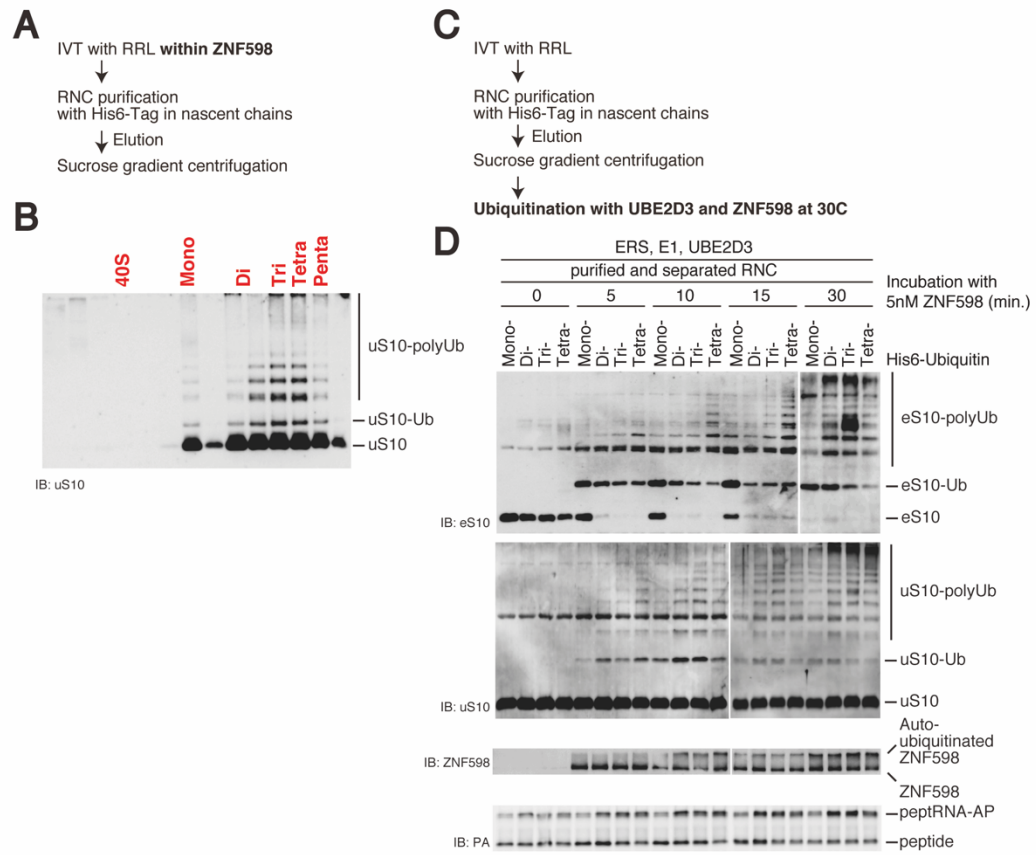 A
IVT with RRL within ZNF598
RNC purification
with His6-Tag in nascent chains
Elution
Sucrose gradient centrifugation
B
40S
Mono
Di
Tri
Tetra
Penta
uS10-polyUb
uS10-Ub
uS10
IB: uS10
C
IVT with RRL
RNC purification
with His6-Tag in nascent chains
Elution
Sucrose gradient centrifugation
Ubiquitination with UBE2D3 and ZNF598 at 30C
D
ERS, E1, UBE2D3
purified and separated RNC
0 5 10 15 30
Incubation with
5nM ZNF598 (min.)
Mono- Di- Tri- Tetra- Mono- Di- Tri- Tetra- Mono- Di- Tri- Tetra- Mono- Di- Tri- Tetra- Mono- Di- Tri- Tetra-
His6-Ubiquitin
eS10-polyUb
eS10-Ub
eS10
IB: eS10
uS10-polyUb
uS10-Ub
uS10
IB: uS10
Auto-
ubiquitinated
ZNF598
IB: ZNF598
ZNF598
peptRNA-AP
IB: PA
peptide